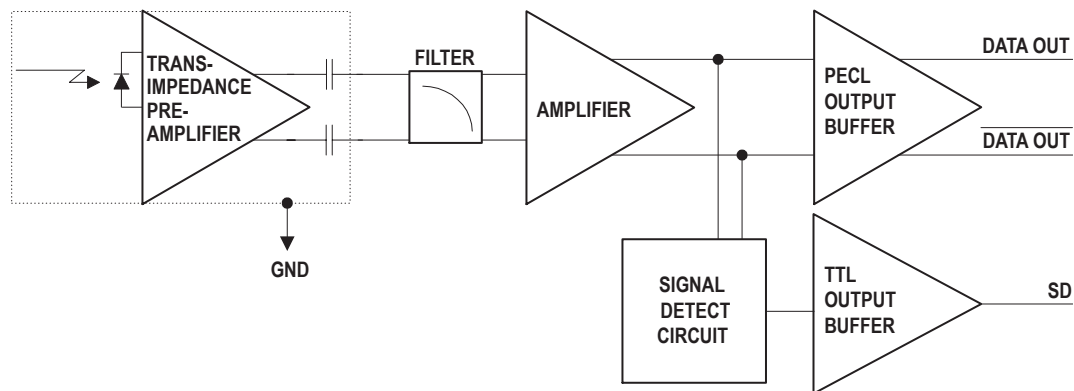 TRANS-
IMPEDANCE
PRE-
AMPLIFIER
GND
FILTER
AMPLIFIER
SIGNAL
DETECT
CIRCUIT
PECL
OUTPUT
BUFFER
DATA OUT
DATA OUT
TTL
OUTPUT
BUFFER
SD